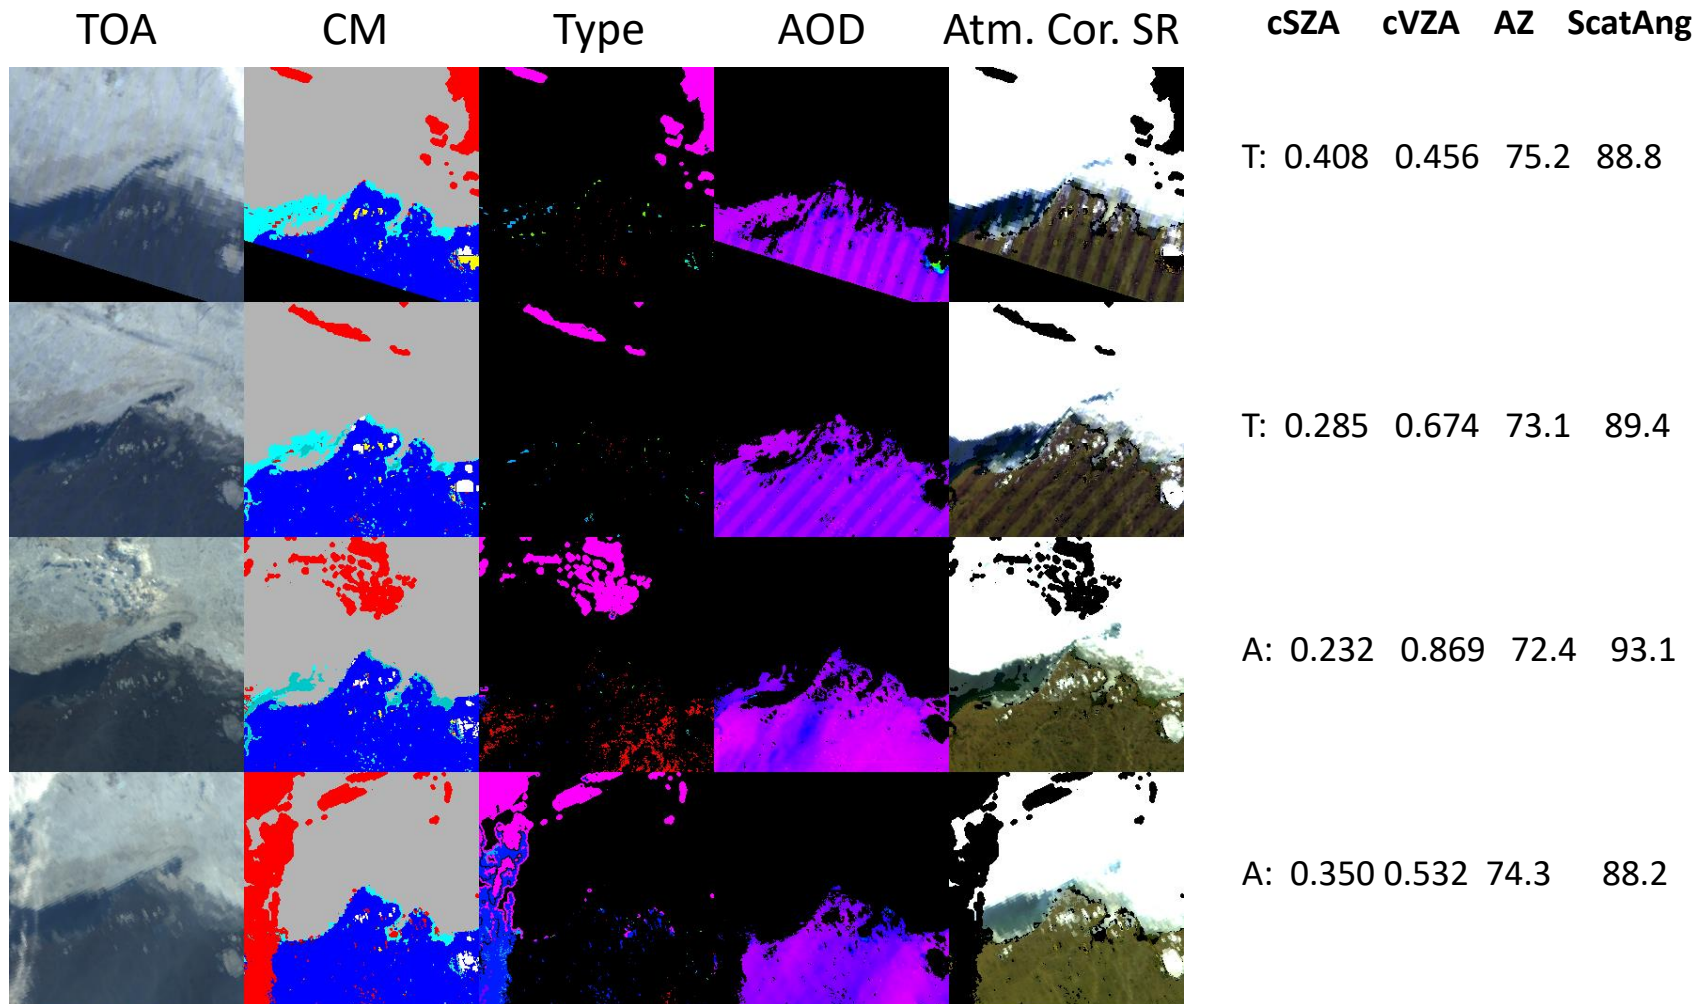 TOA CM Type AOD Atm. Cor. SR cSZA cVZA AZ ScatAng
T: 0.408 0.456 75.2 88.8
T: 0.285 0.674 73.1 89.4
A: 0.232 0.869 72.4 93.1
A: 0.350 0.532 74.3 88.2